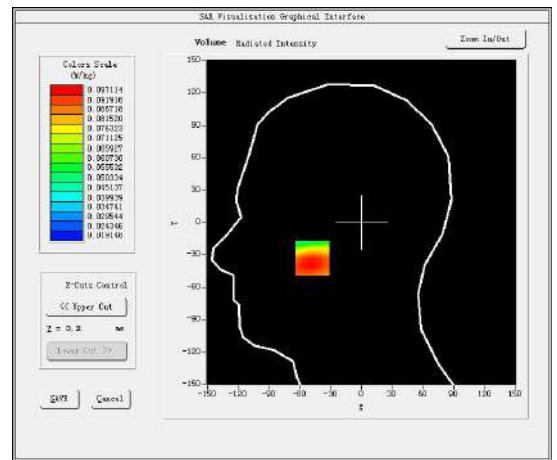 SAR Visualisation Graphical Interface
Volume Radiated Intensity
Zoom In/Out
Colors Scale
(W/kg)
0.097114
0.091916
0.086718
0.081520
0.076323
0.071125
0.065927
0.060730
0.055532
0.050334
0.045137
0.039939
0.034741
0.029544
0.024346
0.019148
150
90
60
30
0
-30
-60
-90
-120
-150
Y
-150 -120 -90 -60 -30 0 30 60 90 120 150
X
Z-Cuts Control
<< Upper Cut
Z = 0.2 mm
Lower Cut >>
SAVE Cancel